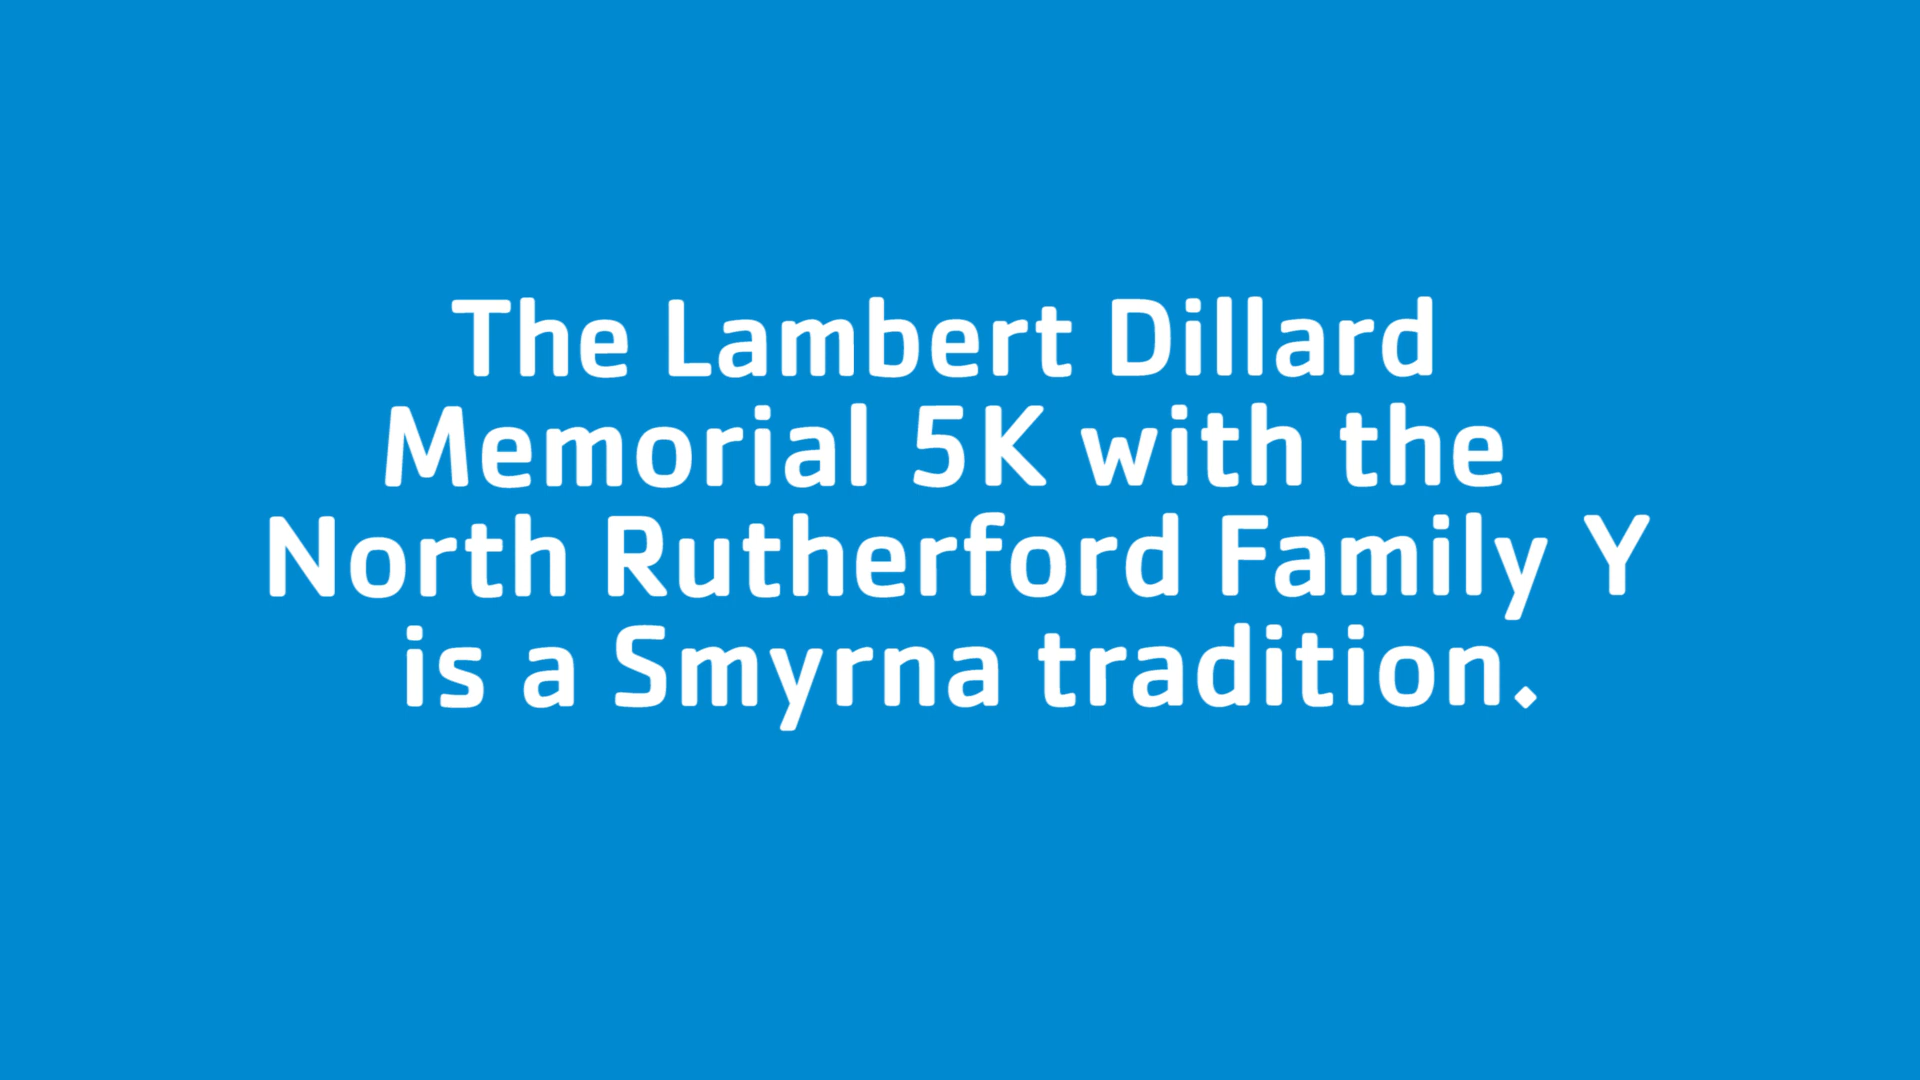 The Lambert Dillard
Memorial 5K with the
North Rutherford Family Y
is a Smyrna tradition.